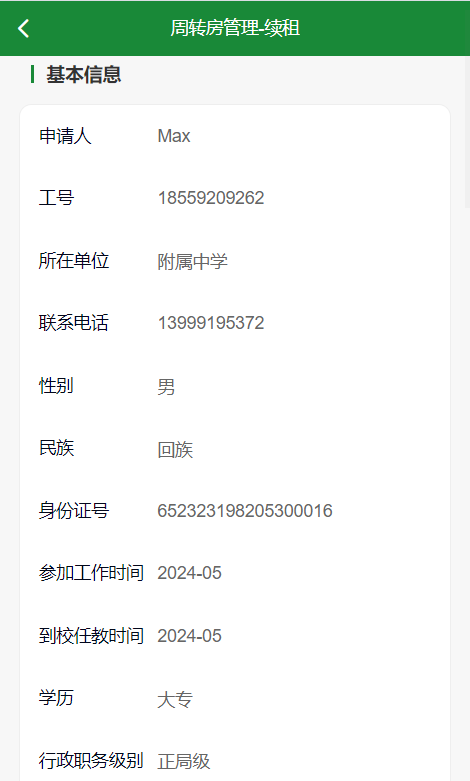 周转房管理-续租
基本信息
申请人 Max
工号 18559209262
所在单位 附属中学
联系电话 13999195372
性别 男
民族 回族
身份证号 652323198205300016
参加工作时间 2024-05
到校任教时间 2024-05
学历 大专
行政职务级别 正局级